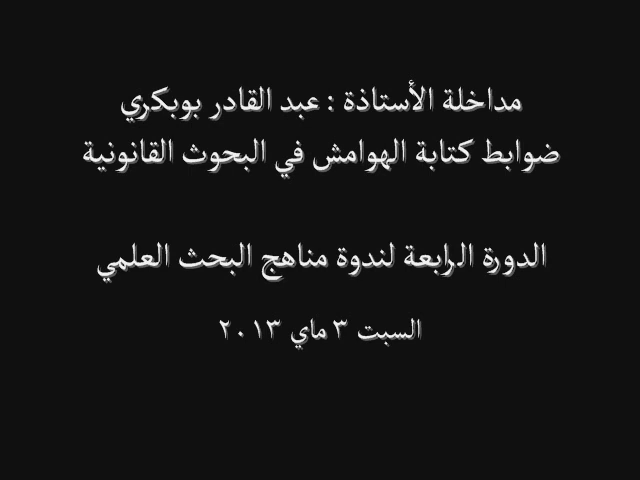 مداخلة الأستاذة : عبد القادر بوبكري
ضوابط كتابة الهوامش في البحوث القانونية
الدورة الرابعة لندوة مناهج البحث العلمي
السبت ٣ ماي ٢٠١٣